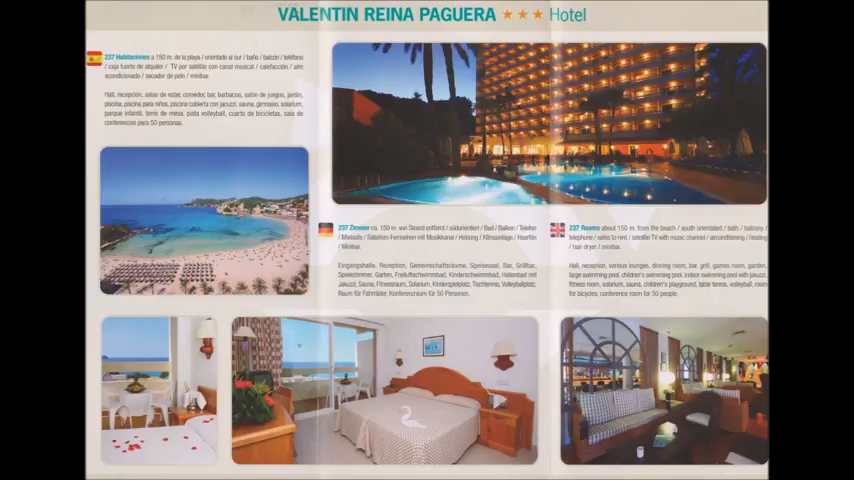 VALENTIN REINA PAGUERA ★ ★ ★ Hotel
237 Habitaciones a 150 m. de la playa / orientado al sur / baño / balcón / teléfono
/ caja fuerte de alquiler / TV por satélite con canal musical / calefacción / aire
acondicionado / secador de pelo / minibar.
Hall, recepción, salas de estar, comedor, bar, barbacoa, salón de juegos, jardín,
piscina, piscina para niños, piscina cubierta con jacuzzi, sauna, gimnasio, solarium,
parque infantil, tenis de mesa, pista volleyball, cuarto de bicicletas, sala de
conferencias para 50 personas.
237 Zimmer ca. 150 m. von Strand entfernt / südorientiert / Bad / Balkon / Telefon
/ Mietsafe / Satelliten-Fernsehen mit Musikkanal / Heizung / Klimaanlage / Haarfön
/ Minibar.
Eingangshalle, Rezeption, Gemeinschaftsräume, Speisesaal, Bar, Grillbar,
Spielezimmer, Garten, Freiluftschwimmbad, Kinderschwimmbad, Hallenbad mit
Jakuzzi, Sauna, Fitnessraum, Solarium, Kinderspielplatz, Tischtennis, Volleyballplatz,
Raum für Fahrräder, Konferenzraum für 50 Personen.
237 Rooms about 150 m. from the beach / south orientated / bath / balcony /
telephone / safes to rent / satellite TV with music channel / airconditioning / heating
/ hair dryer / minibar.
Hall, reception, various lounges, dinning room, bar, grill, games room, garden,
large swimming pool, children's swimming pool, indoor swimming pool with jacuzzi,
fitness room, solarium, sauna, children's playground, table tennis, volleyball, room
for bicycles, conference room for 50 people.